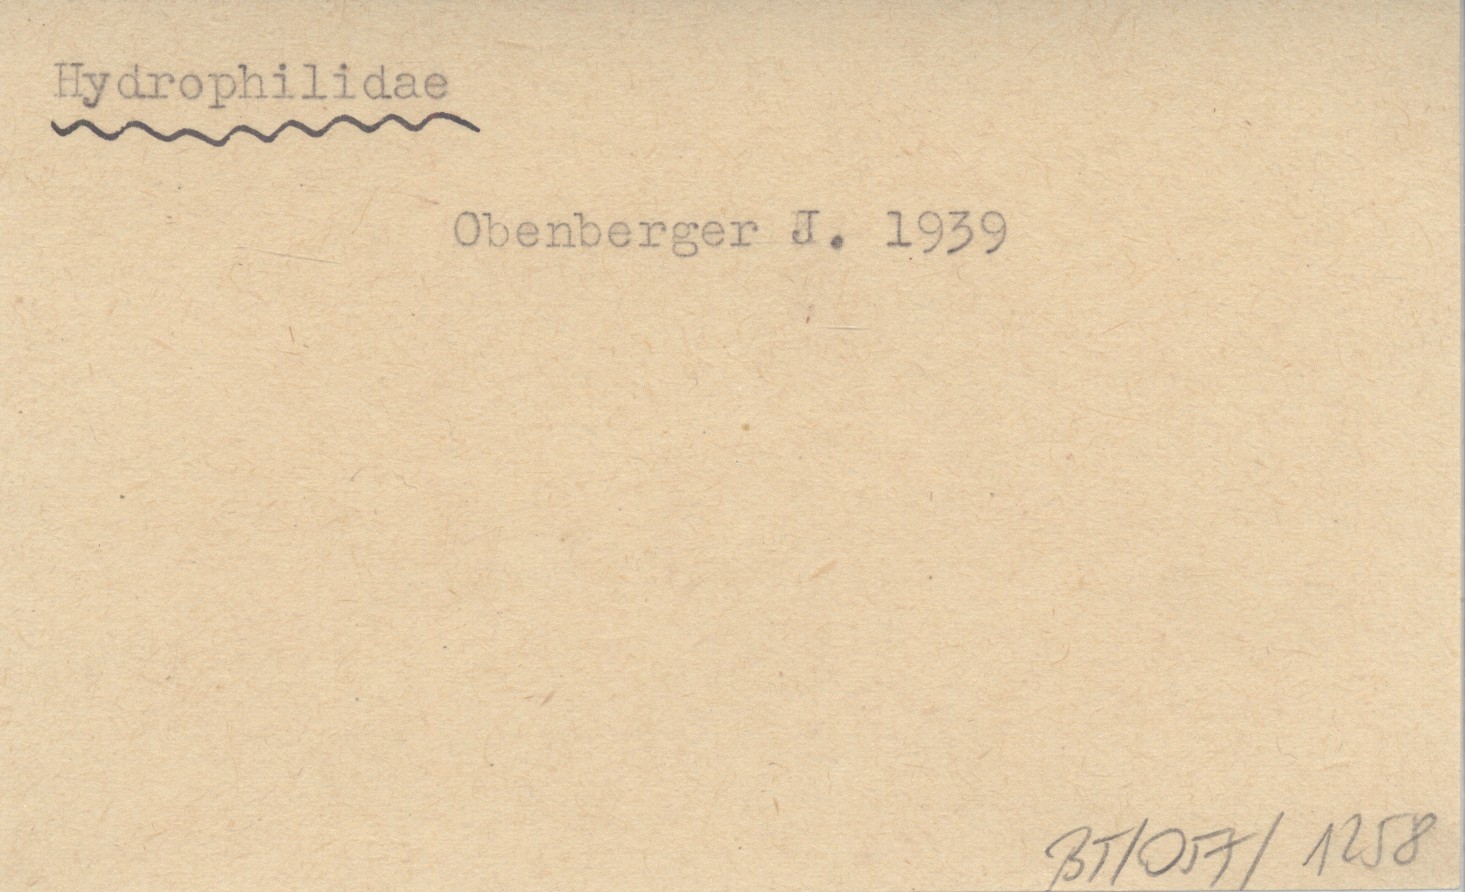 Hydrophilidae
Obenberger J. 1939
BT/057/1258